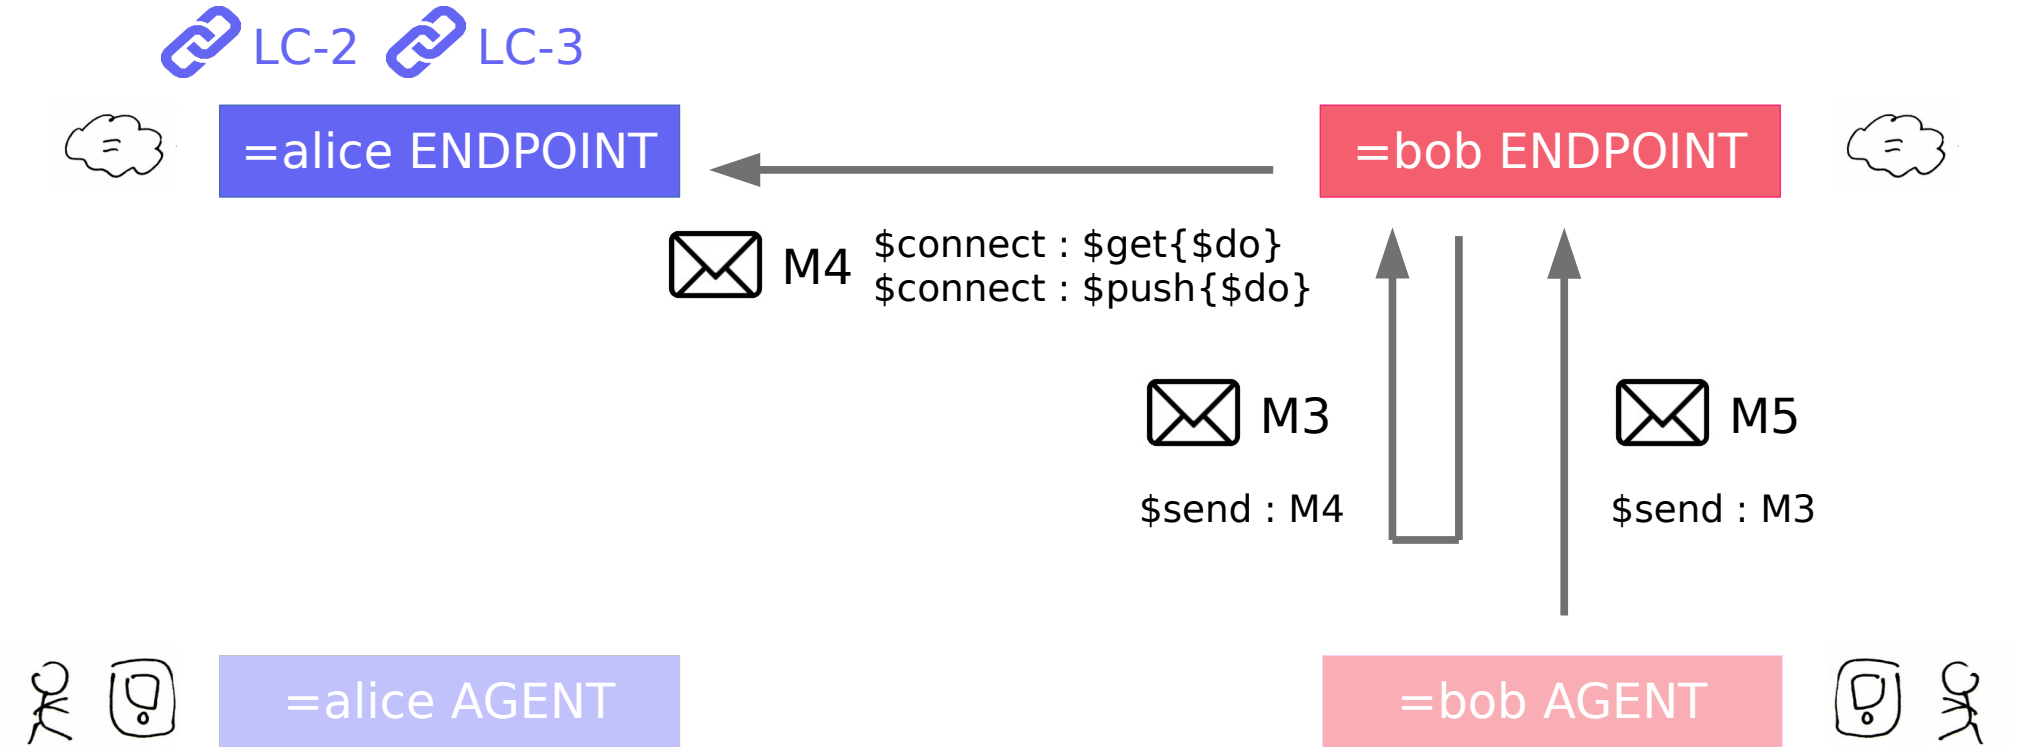 LC-2
LC-3
=alice ENDPOINT
=bob ENDPOINT
M4
$connect : $get{$do}
$connect : $push{$do}
M3
$send : M4
M5
$send : M3
=alice AGENT
=bob AGENT